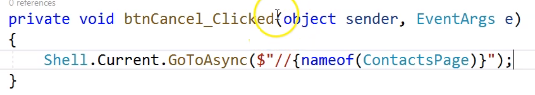 0 references
private void btnCancel_Clicked(object sender, EventArgs e)
{
Shell.Current.GoToAsync($"//{nameof(ContactsPage)}");
}